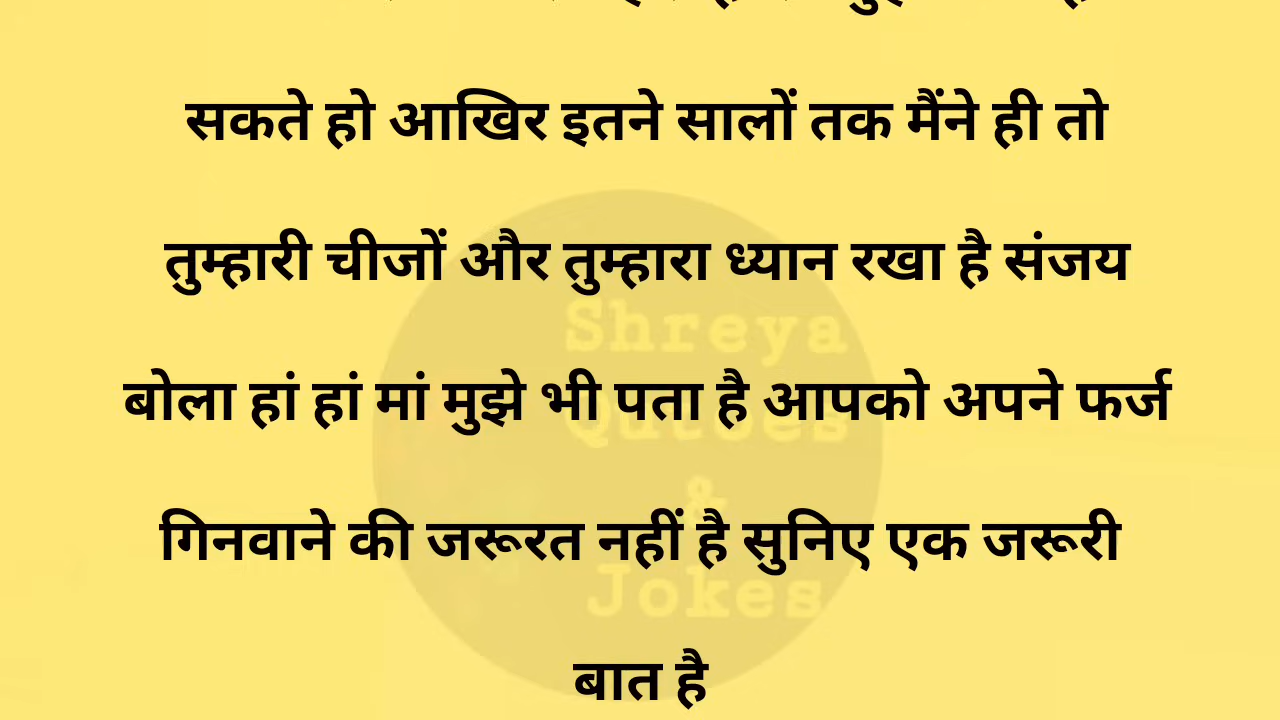 सकते हो आखिर इतने सालों तक मैंने ही तो
तुम्हारी चीजों और तुम्हारा ध्यान रखा है संजय
बोला हां हां मां मुझे भी पता है आपको अपने फर्ज
गिनवाने की जरूरत नहीं है सुनिए एक जरूरी
बात है
Shreya
Qutoes
&
Jokes